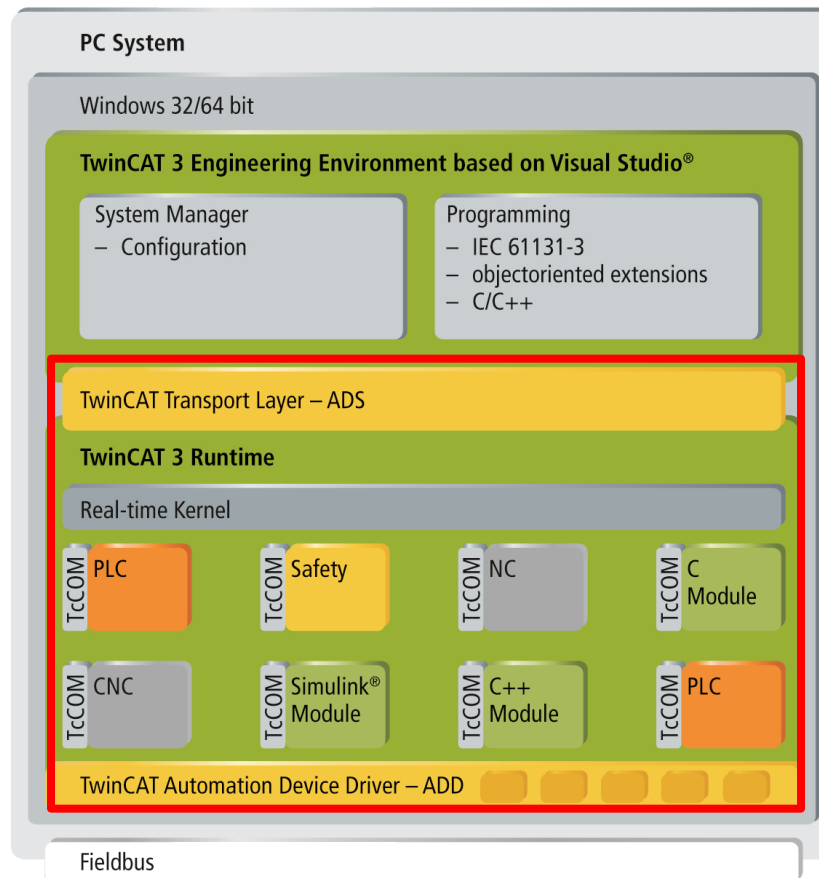 PC System
Windows 32/64 bit
TwinCAT 3 Engineering Environment based on Visual Studio®
System Manager
– Configuration
Programming
– IEC 61131-3
– objectoriented extensions
– C/C++
TwinCAT Transport Layer – ADS
TwinCAT 3 Runtime
Real-time Kernel
TcCOM
PLC
TcCOM
Safety
TcCOM
NC
TcCOM
C
Module
TcCOM
CNC
TcCOM
Simulink®
Module
TcCOM
C++
Module
TcCOM
PLC
TwinCAT Automation Device Driver – ADD
Fieldbus